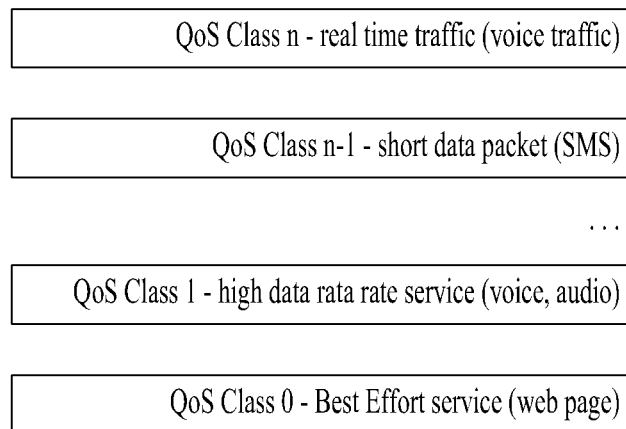 QoS Class n - real time traffic (voice traffic)
QoS Class n-1 - short data packet (SMS)
. . .
QoS Class 1 - high data rata rate service (voice, audio)
QoS Class 0 - Best Effort service (web page)